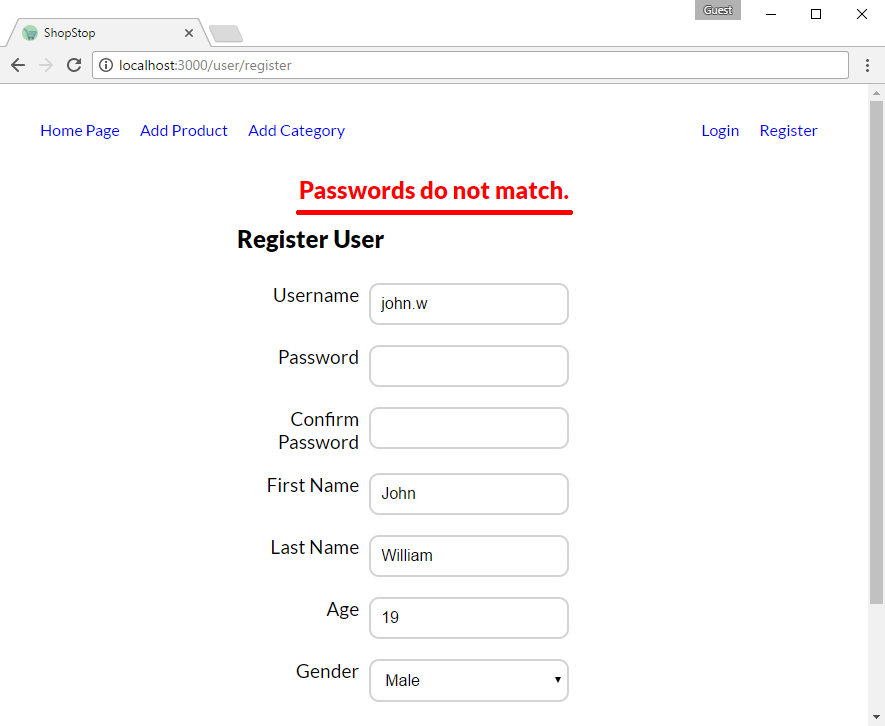 Guest
ShopStop
localhost:3000/user/register
Home Page Add Product Add Category Login Register
Passwords do not match.
Register User
Username john.w
Password
Confirm
Password
First Name John
Last Name William
Age 19
Gender Male